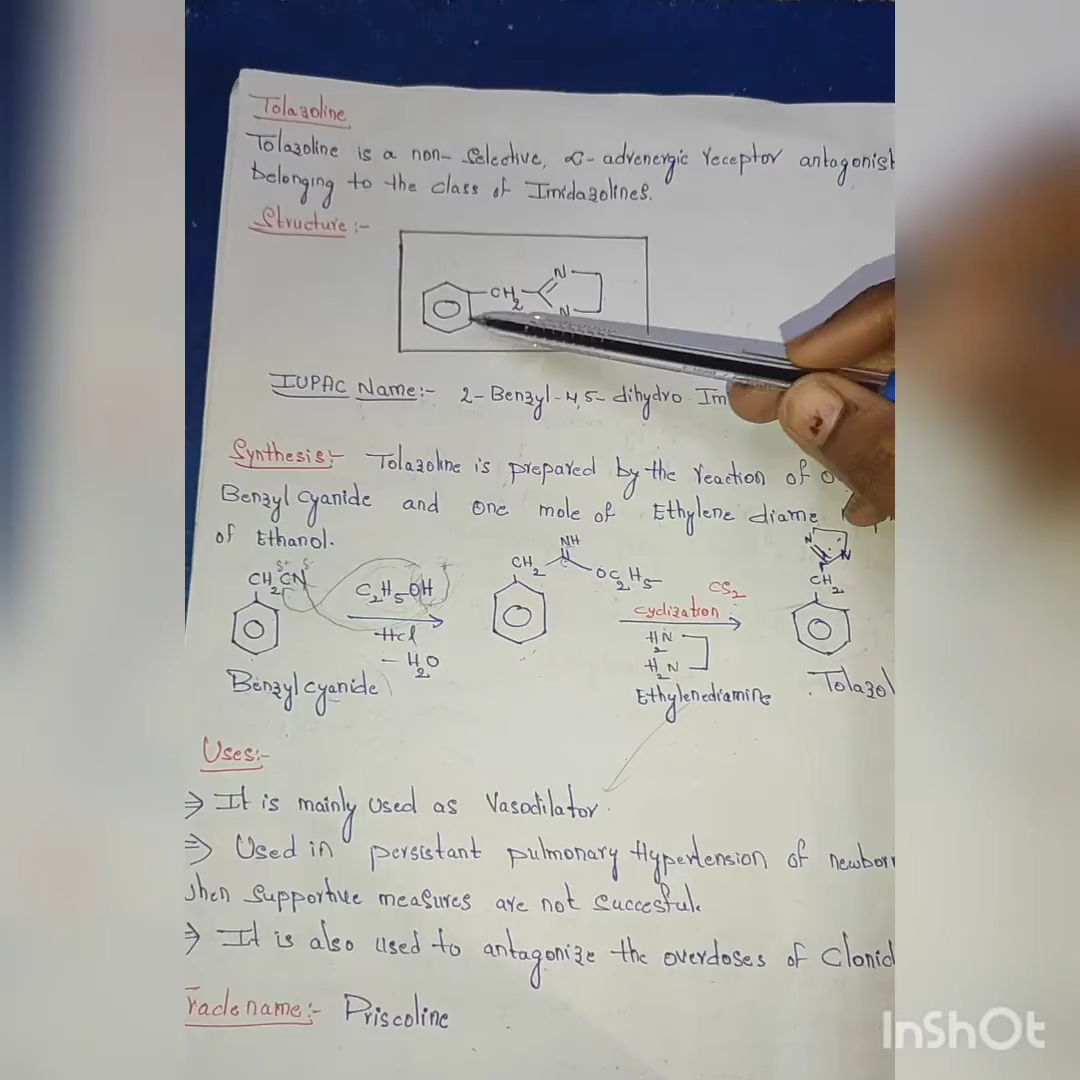 Tolazoline
Tolazoline is a non- Selective, α- adrenergic receptor antagonist
belonging to the class of Imidazolines.
Structure :-
N
CH2
N
IUPAC Name:- 2- Benzyl-4,5- dihydro Im
Synthesis:- Tolazoline is prepared by the reaction of
Benzyl cyanide and one mole of Ethylene diame
of Ethanol.
CH2CN
C2H5OH
HCl
- H2O
Benzyl cyanide
NH
CH2
OC2H5
CS2
cyclization
H2N
H2N
Ethylenediamine
N
N
CH2
Tolazol
Uses:-
⇒ It is mainly used as Vasodilator.
⇒ Used in persistant pulmonary Hypertension of newborn
when supportive measures are not succesful.
⇒ It is also used to antagonize the overdoses of Clonid
Trade name:- Priscoline
InShOt